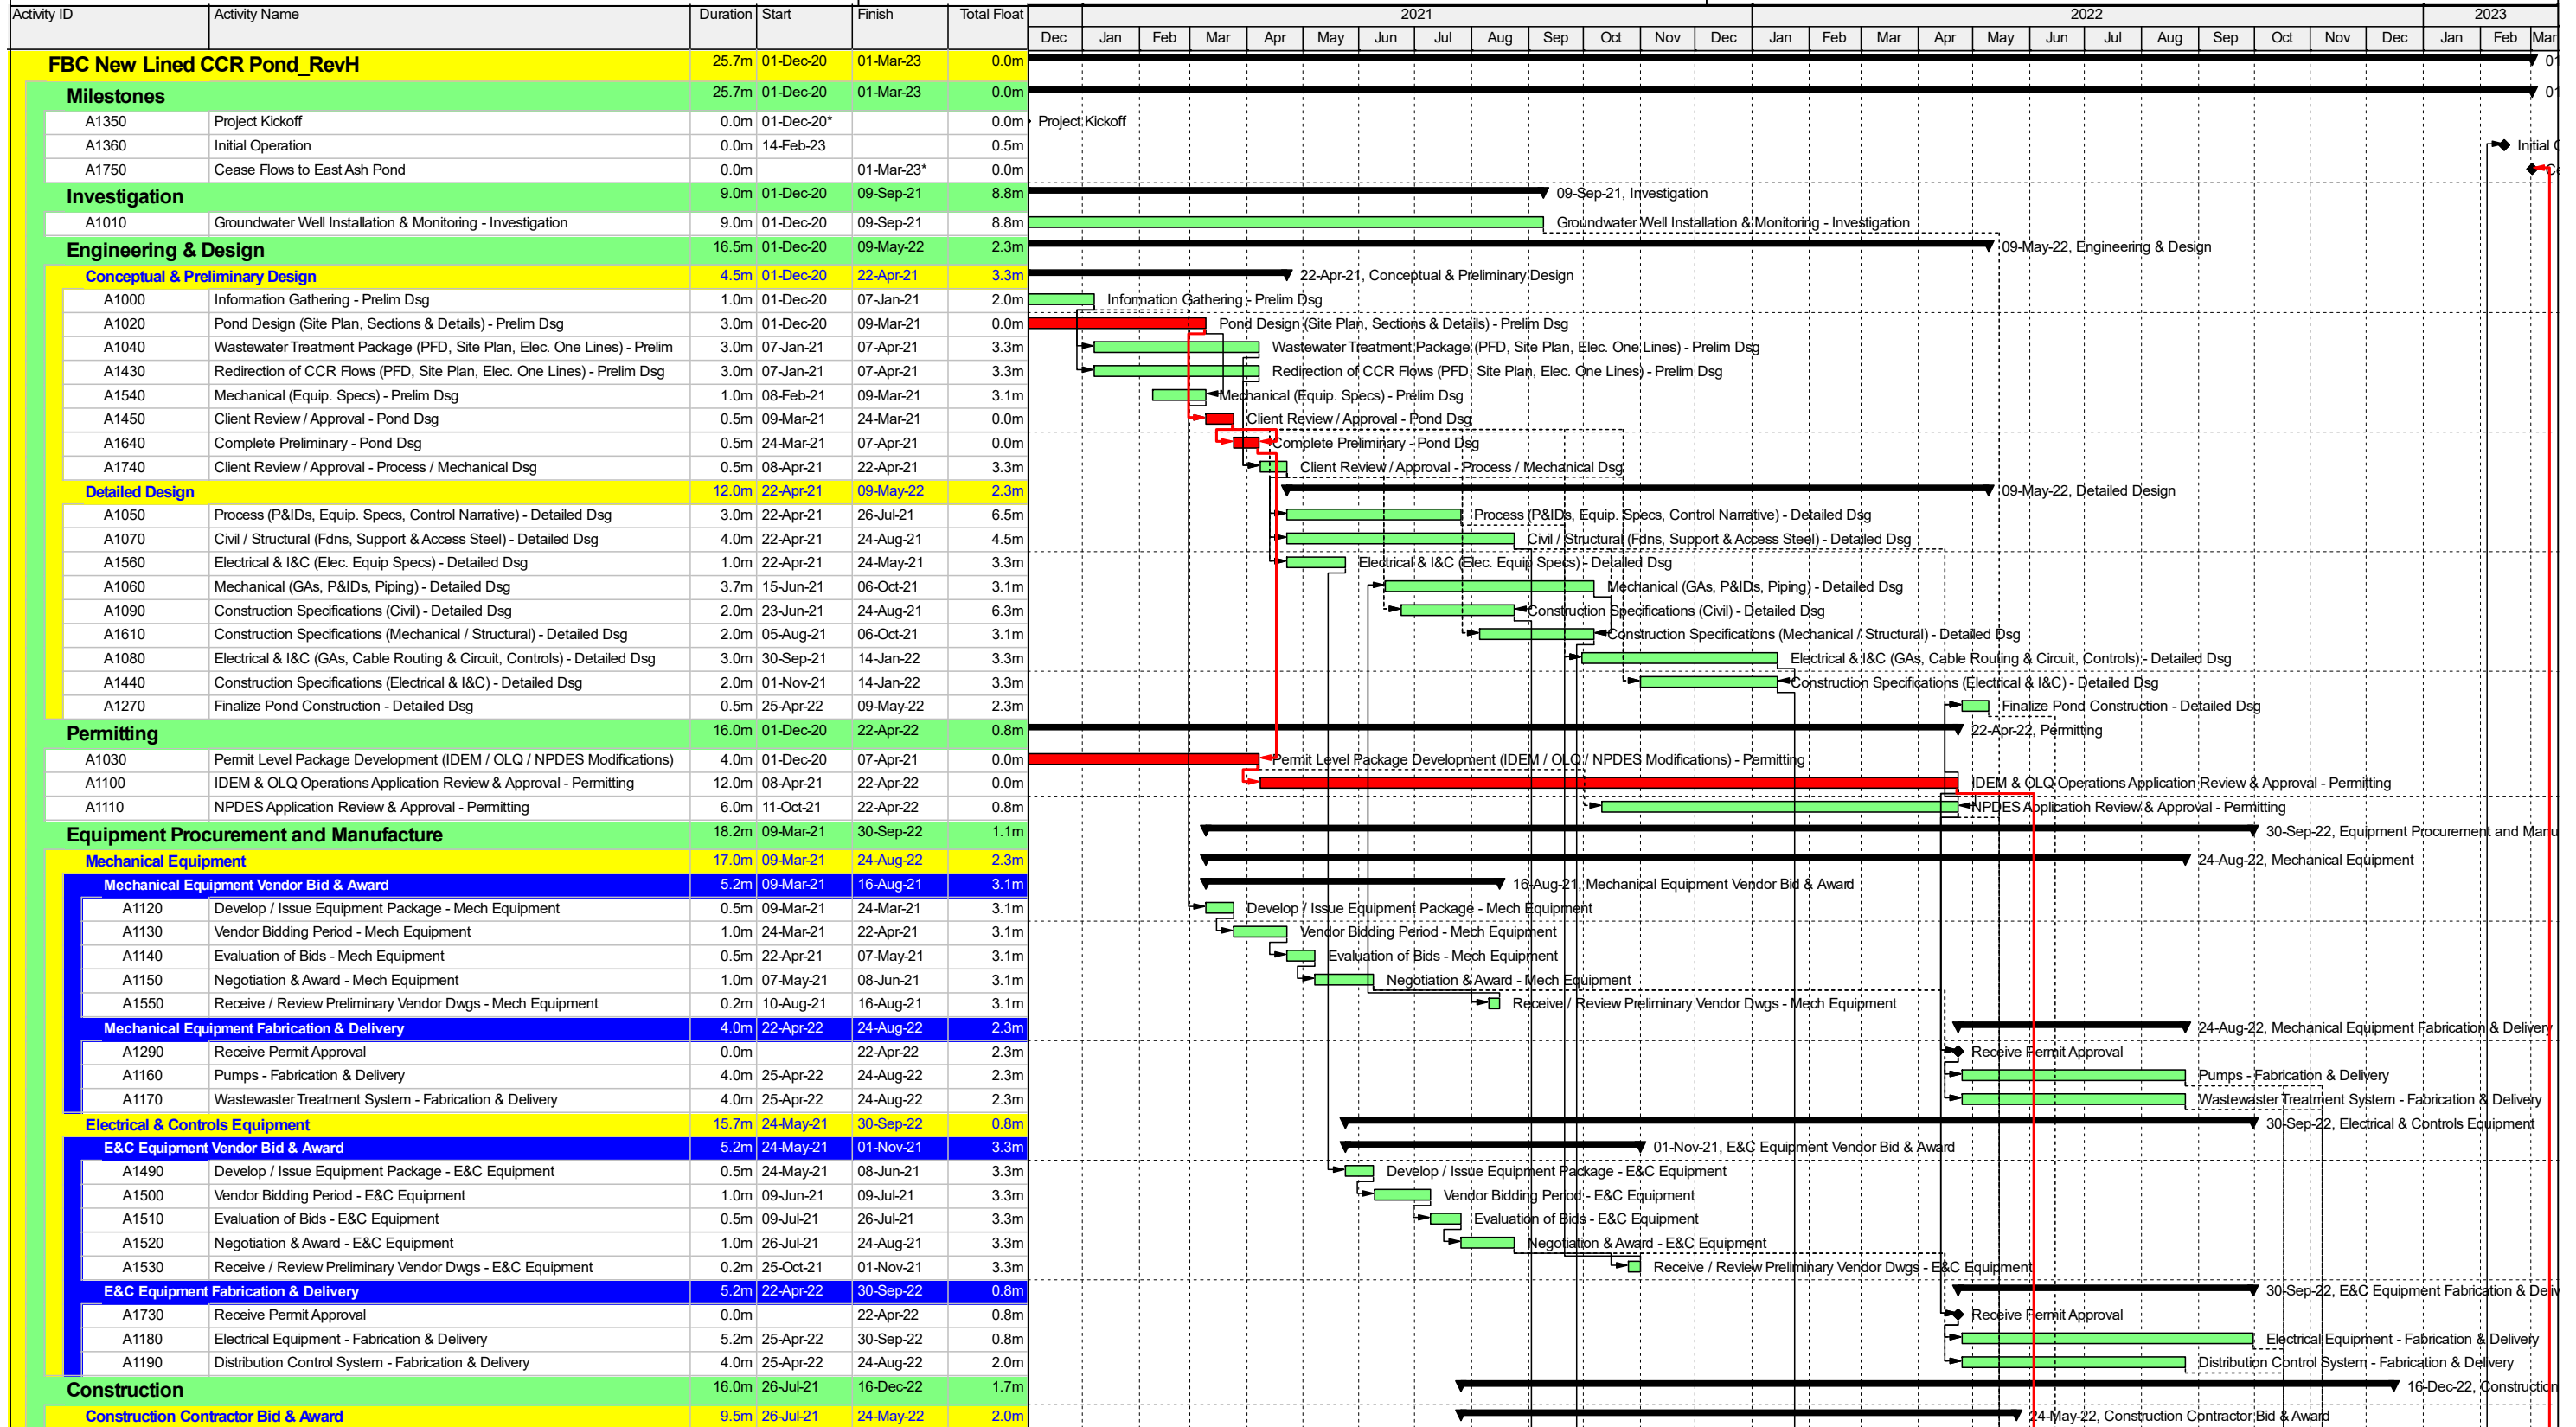 Activity ID Activity Name Duration Start Finish Total Float 2021 2022 2023
Dec Jan Feb Mar Apr May Jun Jul Aug Sep Oct Nov Dec Jan Feb Mar Apr May Jun Jul Aug Sep Oct Nov Dec Jan Feb Mar
FBC New Lined CCR Pond_RevH 25.7m 01-Dec-20 01-Mar-23 0.0m 01
Milestones 25.7m 01-Dec-20 01-Mar-23 0.0m 01
A1350 Project Kickoff 0.0m 01-Dec-20* 0.0m Project Kickoff
A1360 Initial Operation 0.0m 14-Feb-23 0.5m Initial
A1750 Cease Flows to East Ash Pond 0.0m 01-Mar-23* 0.0m
Investigation 9.0m 01-Dec-20 09-Sep-21 8.8m 09-Sep-21, Investigation
A1010 Groundwater Well Installation & Monitoring - Investigation 9.0m 01-Dec-20 09-Sep-21 8.8m Groundwater Well Installation & Monitoring - Investigation
Engineering & Design 16.5m 01-Dec-20 09-May-22 2.3m 09-May-22, Engineering & Design
Conceptual & Preliminary Design 4.5m 01-Dec-20 22-Apr-21 3.3m 22-Apr-21, Conceptual & Preliminary Design
A1000 Information Gathering - Prelim Dsg 1.0m 01-Dec-20 07-Jan-21 2.0m Information Gathering - Prelim Dsg
A1020 Pond Design (Site Plan, Sections & Details) - Prelim Dsg 3.0m 01-Dec-20 09-Mar-21 0.0m Pond Design (Site Plan, Sections & Details) - Prelim Dsg
A1040 Wastewater Treatment Package (PFD, Site Plan, Elec. One Lines) - Prelim 3.0m 07-Jan-21 07-Apr-21 3.3m Wastewater Treatment Package (PFD, Site Plan, Elec. One Lines) - Prelim Dsg
A1430 Redirection of CCR Flows (PFD, Site Plan, Elec. One Lines) - Prelim Dsg 3.0m 07-Jan-21 07-Apr-21 3.3m Redirection of CCR Flows (PFD, Site Plan, Elec. One Lines) - Prelim Dsg
A1540 Mechanical (Equip. Specs) - Prelim Dsg 1.0m 08-Feb-21 09-Mar-21 3.1m Mechanical (Equip. Specs) - Prelim Dsg
A1450 Client Review / Approval - Pond Dsg 0.5m 09-Mar-21 24-Mar-21 0.0m Client Review / Approval - Pond Dsg
A1640 Complete Preliminary - Pond Dsg 0.5m 24-Mar-21 07-Apr-21 0.0m Complete Preliminary - Pond Dsg
A1740 Client Review / Approval - Process / Mechanical Dsg 0.5m 08-Apr-21 22-Apr-21 3.3m Client Review / Approval - Process / Mechanical Dsg
Detailed Design 12.0m 22-Apr-21 09-May-22 2.3m 09-May-22, Detailed Design
A1050 Process (P&IDs, Equip. Specs, Control Narrative) - Detailed Dsg 3.0m 22-Apr-21 26-Jul-21 6.5m Process (P&IDs, Equip. Specs, Control Narrative) - Detailed Dsg
A1070 Civil / Structural (Fdns, Support & Access Steel) - Detailed Dsg 4.0m 22-Apr-21 24-Aug-21 4.5m Civil / Structural (Fdns, Support & Access Steel) - Detailed Dsg
A1560 Electrical & I&C (Elec. Equip Specs) - Detailed Dsg 1.0m 22-Apr-21 24-May-21 3.3m Electrical & I&C (Elec. Equip Specs) - Detailed Dsg
A1060 Mechanical (GAs, P&IDs, Piping) - Detailed Dsg 3.7m 15-Jun-21 06-Oct-21 3.1m Mechanical (GAs, P&IDs, Piping) - Detailed Dsg
A1090 Construction Specifications (Civil) - Detailed Dsg 2.0m 23-Jun-21 24-Aug-21 6.3m Construction Specifications (Civil) - Detailed Dsg
A1610 Construction Specifications (Mechanical / Structural) - Detailed Dsg 2.0m 05-Aug-21 06-Oct-21 3.1m Construction Specifications (Mechanical / Structural) - Detailed Dsg
A1080 Electrical & I&C (GAs, Cable Routing & Circuit, Controls) - Detailed Dsg 3.0m 30-Sep-21 14-Jan-22 3.3m Electrical & I&C (GAs, Cable Routing & Circuit, Controls) - Detailed Dsg
A1440 Construction Specifications (Electrical & I&C) - Detailed Dsg 2.0m 01-Nov-21 14-Jan-22 3.3m Construction Specifications (Electrical & I&C) - Detailed Dsg
A1270 Finalize Pond Construction - Detailed Dsg 0.5m 25-Apr-22 09-May-22 2.3m Finalize Pond Construction - Detailed Dsg
Permitting 16.0m 01-Dec-20 22-Apr-22 0.8m 22-Apr-22, Permitting
A1030 Permit Level Package Development (IDEM / OLQ / NPDES Modifications) 4.0m 01-Dec-20 07-Apr-21 0.0m Permit Level Package Development (IDEM / OLQ / NPDES Modifications) - Permitting
A1100 IDEM & OLQ Operations Application Review & Approval - Permitting 12.0m 08-Apr-21 22-Apr-22 0.0m IDEM & OLQ Operations Application Review & Approval - Permitting
A1110 NPDES Application Review & Approval - Permitting 6.0m 11-Oct-21 22-Apr-22 0.8m NPDES Application Review & Approval - Permitting
Equipment Procurement and Manufacture 18.2m 09-Mar-21 30-Sep-22 1.1m 30-Sep-22, Equipment Procurement and Manu
Mechanical Equipment 17.0m 09-Mar-21 24-Aug-22 2.3m 24-Aug-22, Mechanical Equipment
Mechanical Equipment Vendor Bid & Award 5.2m 09-Mar-21 16-Aug-21 3.1m 16-Aug-21, Mechanical Equipment Vendor Bid & Award
A1120 Develop / Issue Equipment Package - Mech Equipment 0.5m 09-Mar-21 24-Mar-21 3.1m Develop / Issue Equipment Package - Mech Equipment
A1130 Vendor Bidding Period - Mech Equipment 1.0m 24-Mar-21 22-Apr-21 3.1m Vendor Bidding Period - Mech Equipment
A1140 Evaluation of Bids - Mech Equipment 0.5m 22-Apr-21 07-May-21 3.1m Evaluation of Bids - Mech Equipment
A1150 Negotiation & Award - Mech Equipment 1.0m 07-May-21 08-Jun-21 3.1m Negotiation & Award - Mech Equipment
A1550 Receive / Review Preliminary Vendor Dwgs - Mech Equipment 0.2m 10-Aug-21 16-Aug-21 3.1m Receive / Review Preliminary Vendor Dwgs - Mech Equipment
Mechanical Equipment Fabrication & Delivery 4.0m 22-Apr-22 24-Aug-22 2.3m 24-Aug-22, Mechanical Equipment Fabrication & Delivery
A1290 Receive Permit Approval 0.0m 22-Apr-22 2.3m Receive Permit Approval
A1160 Pumps - Fabrication & Delivery 4.0m 25-Apr-22 24-Aug-22 2.3m Pumps - Fabrication & Delivery
A1170 Wastewaster Treatment System - Fabrication & Delivery 4.0m 25-Apr-22 24-Aug-22 2.3m Wastewaster Treatment System - Fabrication & Delivery
Electrical & Controls Equipment 15.7m 24-May-21 30-Sep-22 0.8m 30-Sep-22, Electrical & Controls Equipment
E&C Equipment Vendor Bid & Award 5.2m 24-May-21 01-Nov-21 3.3m 01-Nov-21, E&C Equipment Vendor Bid & Award
A1490 Develop / Issue Equipment Package - E&C Equipment 0.5m 24-May-21 08-Jun-21 3.3m Develop / Issue Equipment Package - E&C Equipment
A1500 Vendor Bidding Period - E&C Equipment 1.0m 09-Jun-21 09-Jul-21 3.3m Vendor Bidding Period - E&C Equipment
A1510 Evaluation of Bids - E&C Equipment 0.5m 09-Jul-21 26-Jul-21 3.3m Evaluation of Bids - E&C Equipment
A1520 Negotiation & Award - E&C Equipment 1.0m 26-Jul-21 24-Aug-21 3.3m Negotiation & Award - E&C Equipment
A1530 Receive / Review Preliminary Vendor Dwgs - E&C Equipment 0.2m 25-Oct-21 01-Nov-21 3.3m Receive / Review Preliminary Vendor Dwgs - E&C Equipment
E&C Equipment Fabrication & Delivery 5.2m 22-Apr-22 30-Sep-22 0.8m 30-Sep-22, E&C Equipment Fabrication & Deliv
A1730 Receive Permit Approval 0.0m 22-Apr-22 0.8m Receive Permit Approval
A1180 Electrical Equipment - Fabrication & Delivery 5.2m 25-Apr-22 30-Sep-22 0.8m Electrical Equipment - Fabrication & Delivery
A1190 Distribution Control System - Fabrication & Delivery 4.0m 25-Apr-22 24-Aug-22 2.0m Distribution Control System - Fabrication & Delivery
Construction 16.0m 26-Jul-21 16-Dec-22 1.7m 16-Dec-22, Construction
Construction Contractor Bid & Award 9.5m 26-Jul-21 24-May-22 2.0m 24-May-22, Construction Contractor Bid & Award